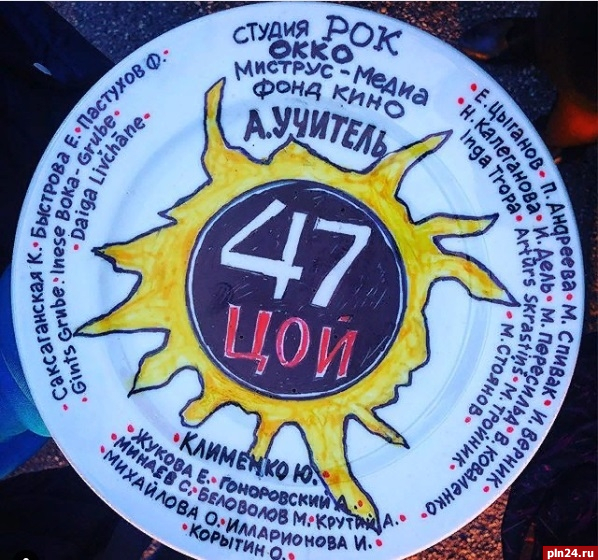 СТУДИЯ РОК
ОККО
МИСТРУС - МЕДИА
ФОНД КИНО
А.УЧИТЕЛЬ
47
ЦОЙ
Саксаганская К. Быстрова Е. Пастухов Ф.
Gints Grube. Inese Boka-Grube.
Daiga Livčāne.
Е. Цыганов. П. Андреева. М. Спивак. И. Верник.
Н. Калеганова. И. Дель. М. Пересильд. В. Коваленко
Inga Tropa. Artūrs Skrastiņš. М. Тройник.
М. Стоянов.
КЛИМЕНКО Ю.
ЖУКОВА Е. ГОНОРОВСКИЙ А.
МИНАЕВ С. БЕЛОВОЛОВ М. КРУТИК А.
МИХАЙЛОВА О. ИЛЛАРИОНОВА И.
КОРЫТИН О.
pln24.ru